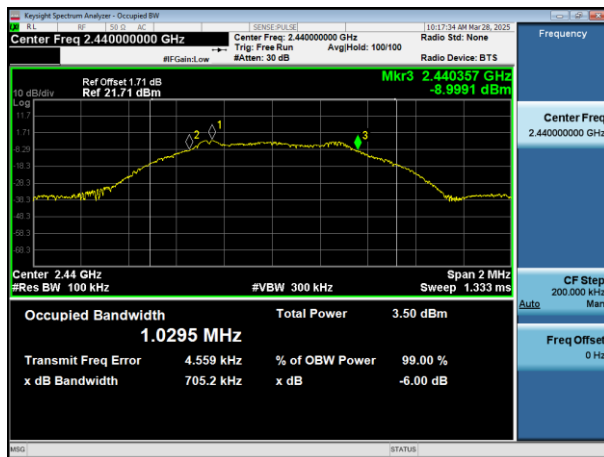 Keysight Spectrum Analyzer - Occupied BW
RL RF 50 Ω AC SENSE:PULSE 10:17:34 AM Mar 28, 2025
Center Freq 2.440000000 GHz
Center Freq: 2.440000000 GHz
Radio Std: None
Trig: Free Run Avg|Hold: 100/100
#IFGain:Low #Atten: 30 dB Radio Device: BTS
Frequency
Ref Offset 1.71 dB
Mkr3 2.440357 GHz
10 dB/div Ref 21.71 dBm
-8.9991 dBm
Log
11.7
1.71
-8.29
-18.3
-28.3
-38.3
-48.3
-58.3
-68.3
1
2
3
Center Freq
2.440000000 GHz
Center 2.44 GHz Span 2 MHz
#Res BW 100 kHz #VBW 300 kHz Sweep 1.333 ms
CF Step
200.000 kHz
Auto Man
Freq Offset
0 Hz
Occupied Bandwidth Total Power 3.50 dBm
1.0295 MHz
Transmit Freq Error 4.559 kHz % of OBW Power 99.00 %
x dB Bandwidth 705.2 kHz x dB -6.00 dB
MSG STATUS